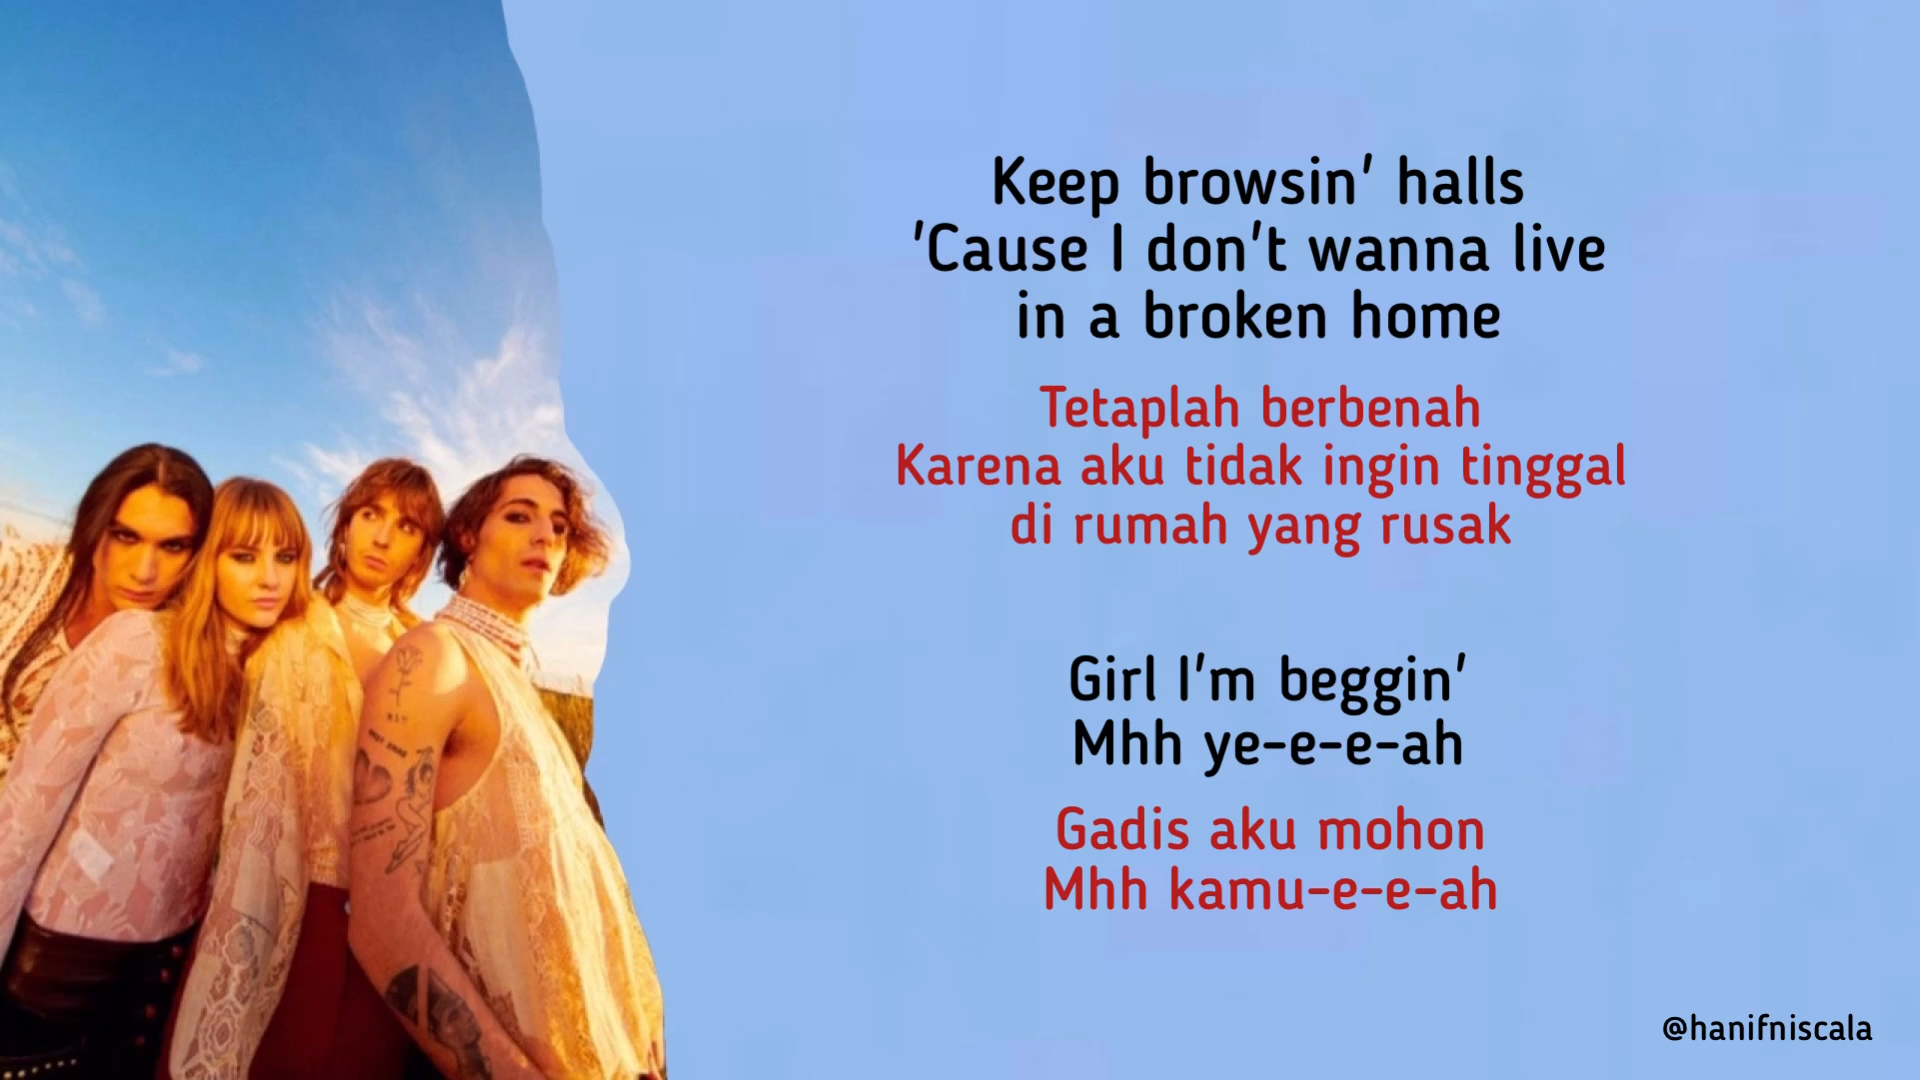 Keep browsin' halls
'Cause I don't wanna live
in a broken home
Tetaplah berbenah
Karena aku tidak ingin tinggal
di rumah yang rusak
Girl I'm beggin'
Mhh ye-e-e-ah
Gadis aku mohon
Mhh kamu-e-e-ah
@hanifniscala